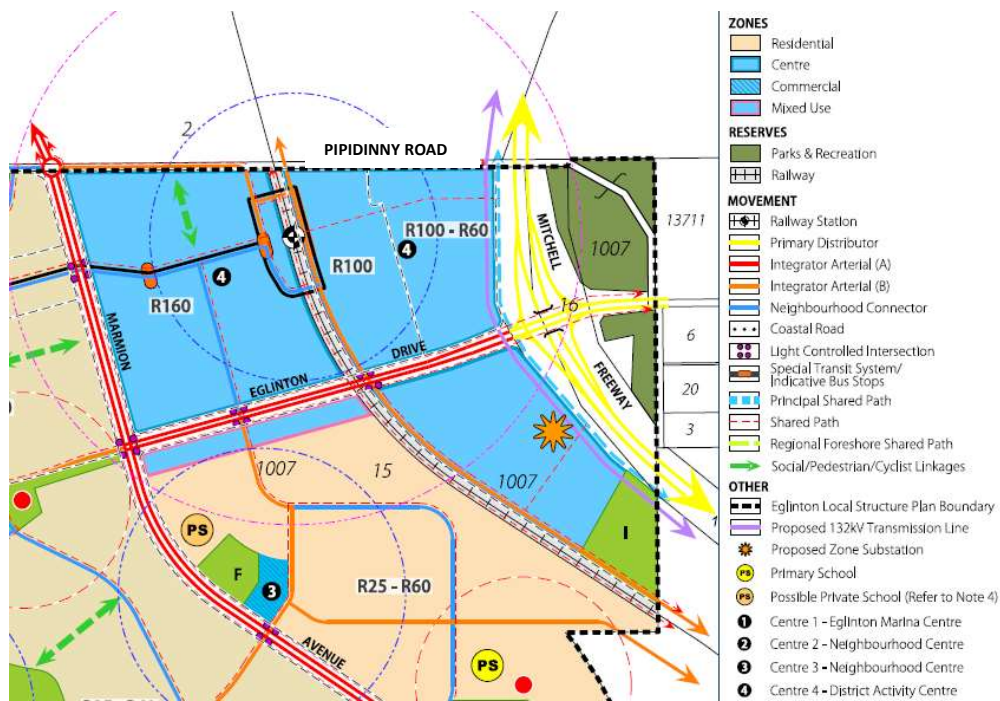 2
PIPIDINNY ROAD
MITCHELL
1007
13711
R100 - R60
4
R100
4
R160
16
6
MARMION
DRIVE
EGLINTON
FREEWAY
20
3
1007
15
1007
PS
F
3
R25 - R60
I
AVENUE
PS
ZONES
Residential
Centre
Commercial
Mixed Use
RESERVES
Parks & Recreation
Railway
MOVEMENT
Railway Station
Primary Distributor
Integrator Arterial (A)
Integrator Arterial (B)
Neighbourhood Connector
Coastal Road
Light Controlled Intersection
Special Transit System/
Indicative Bus Stops
Principal Shared Path
Shared Path
Regional Foreshore Shared Path
Social/Pedestrian/Cyclist Linkages
OTHER
Eglinton Local Structure Plan Boundary
Proposed 132kV Transmission Line
Proposed Zone Substation
PS Primary School
PS Possible Private School (Refer to Note 4)
1 Centre 1 - Eglinton Marina Centre
2 Centre 2 - Neighbourhood Centre
3 Centre 3 - Neighbourhood Centre
4 Centre 4 - District Activity Centre